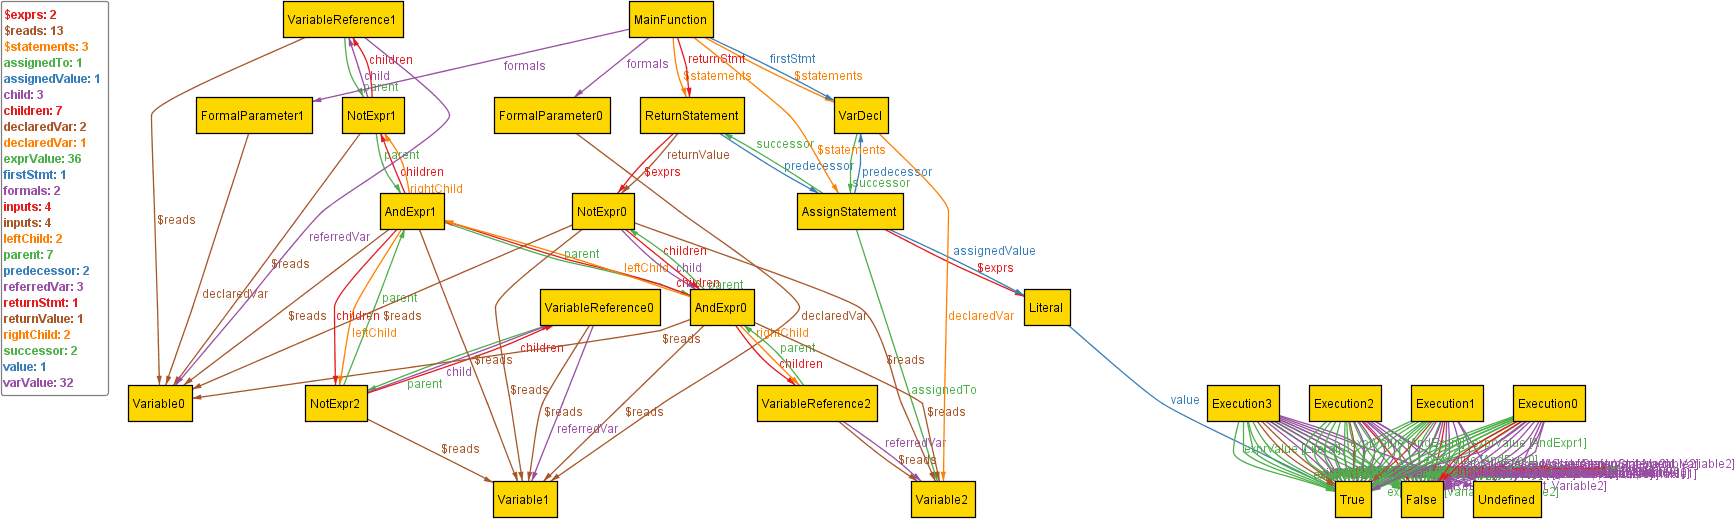 $exprs: 2
$reads: 13
$statements: 3
assignedTo: 1
assignedValue: 1
child: 3
children: 7
declaredVar: 2
declaredVar: 1
exprValue: 36
firstStmt: 1
formals: 2
inputs: 4
inputs: 4
leftChild: 2
parent: 7
predecessor: 2
referredVar: 3
returnStmt: 1
returnValue: 1
rightChild: 2
successor: 2
value: 1
varValue: 32
VariableReference1
MainFunction
children
child
parent
formals
formals
returnStmt
$statements
firstStmt
$statements
FormalParameter1
NotExpr1
FormalParameter0
ReturnStatement
VarDecl
parent
children
rightChild
returnValue
$exprs
successor
$statements
predecessor
predecessor
successor
$reads
AndExpr1
NotExpr0
AssignStatement
referredVar
$reads
parent
leftChild
children
child
children
parent
assignedValue
$exprs
declaredVar
parent
VariableReference0
AndExpr0
Literal
$reads
children
$reads
leftChild
declaredVar
declaredVar
rightChild
parent
children
$reads
children
child
parent
$reads
$reads
$reads
assignedTo
value
Variable0
NotExpr2
VariableReference2
Execution3
Execution2
Execution1
Execution0
$reads
$reads
$reads
$reads
referredVar
referredVar
$reads
$reads
exprValue [Literal]
exprValue [AndExpr1]
Variable1
Variable2
True
False
Undefined